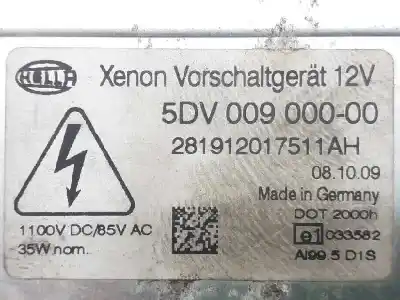 HELLA
Xenon Vorschaltgerät 12V
5DV 009 000-00
281912017511AH
08.10.09
Made in Germany
DOT 2000h
1100V DC/85V AC
35W nom.
e1 033582
Al99.5 D1S